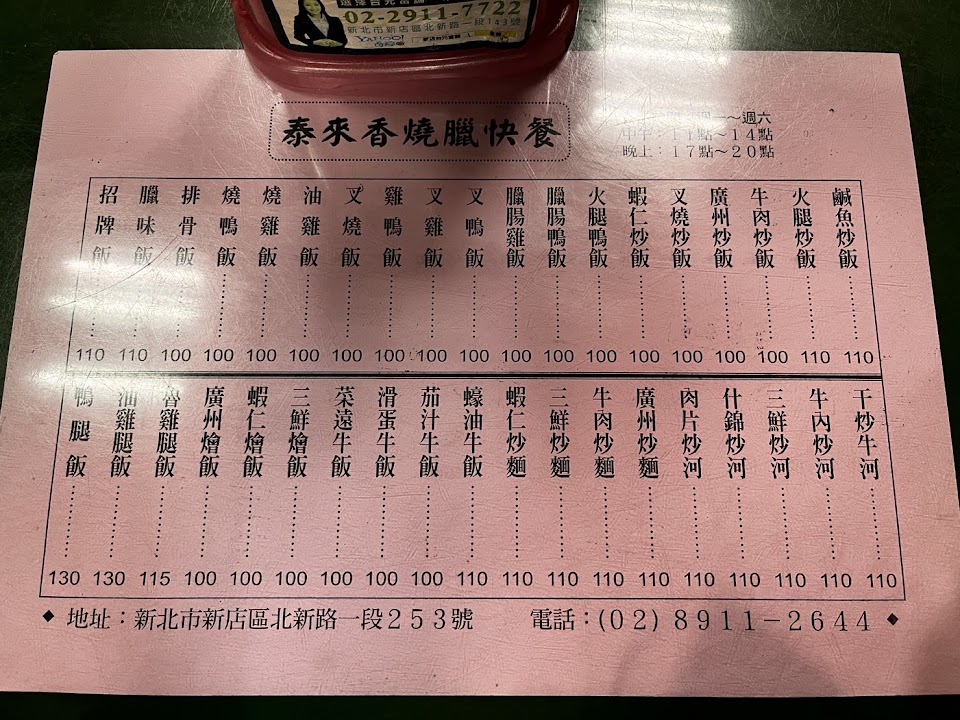 02-2911-7722
新北市新店區北新路一段143號
泰來香燒臘快餐
一～週六
中午：11點～14點
晚上：17點～20點
招牌飯……110
臘味飯……110
排骨飯……100
燒鴨飯……100
燒雞飯……100
油雞飯……100
叉燒飯……100
雞鴨飯……100
叉雞飯……100
叉鴨飯……100
臘腸雞飯……100
臘腸鴨飯……100
火腿鴨飯……100
蝦仁炒飯……100
叉燒炒飯……100
廣州炒飯……100
牛肉炒飯……100
火腿炒飯……110
鹹魚炒飯……110
鴨腿飯……130
油雞腿飯……130
魯雞腿飯……115
廣州燴飯……100
蝦仁燴飯……100
三鮮燴飯……100
菜遠牛飯……100
滑蛋牛飯……100
茄汁牛飯……100
蠔油牛飯……110
蝦仁炒麵……110
三鮮炒麵……110
牛肉炒麵……110
廣州炒麵……110
肉片炒河……110
什錦炒河……110
三鮮炒河……110
牛內炒河……110
干炒牛河……110
◆ 地址：新北市新店區北新路一段２５３號 電話：(０２) ８９１１－２６４４ ◆